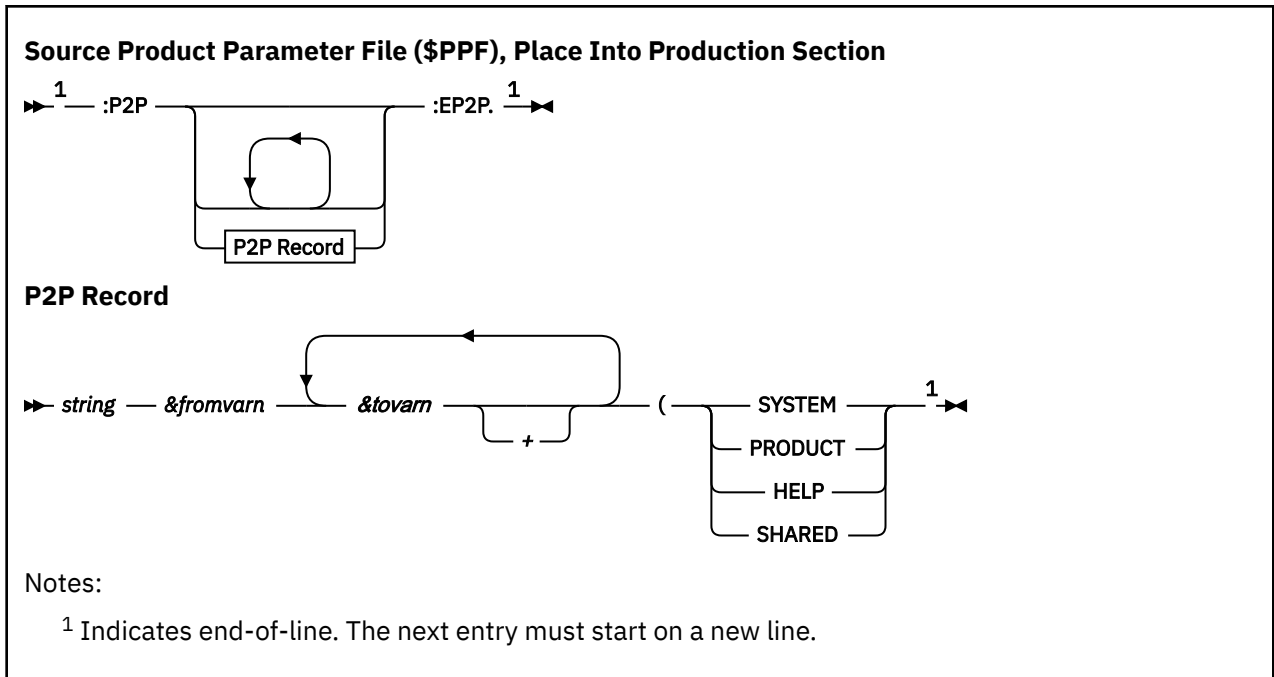 Source Product Parameter File ($PPF), Place Into Production Section
1 :P2P :EP2P. 1
P2P Record
P2P Record
string &fromvarn &tovarn ( SYSTEM 1
+ PRODUCT
HELP
SHARED
Notes:
1 Indicates end-of-line. The next entry must start on a new line.